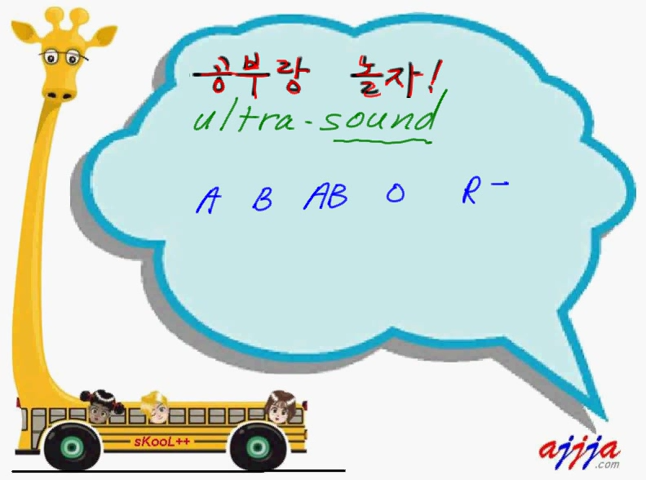 공부랑 놀자!
ultra-sound
A B AB O R-
sKooL++
ajjja
.com